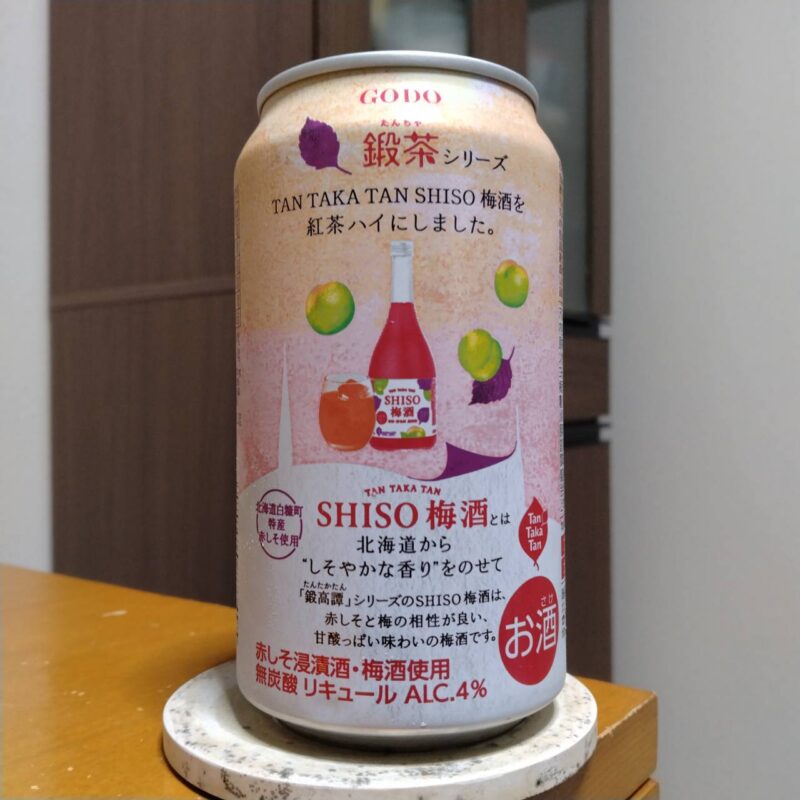 GODO
たんちゃ
鍛茶シリーズ
TAN TAKA TAN SHISO 梅酒を
紅茶ハイにしました。
TAN TAKA TAN
SHISO
梅酒
TAN TAKA TAN
SHISO 梅酒とは
北海道白糠町
特産
赤しそ使用
Tan
Taka
Tan
北海道から
“しそやかな香り”をのせて
たんたかたん
「鍛高譚」シリーズのSHISO梅酒は、
赤しそと梅の相性が良い、
甘酸っぱい味わいの梅酒です。
さけ
お酒
赤しそ浸漬酒・梅酒使用
無炭酸 リキュール ALC.4%